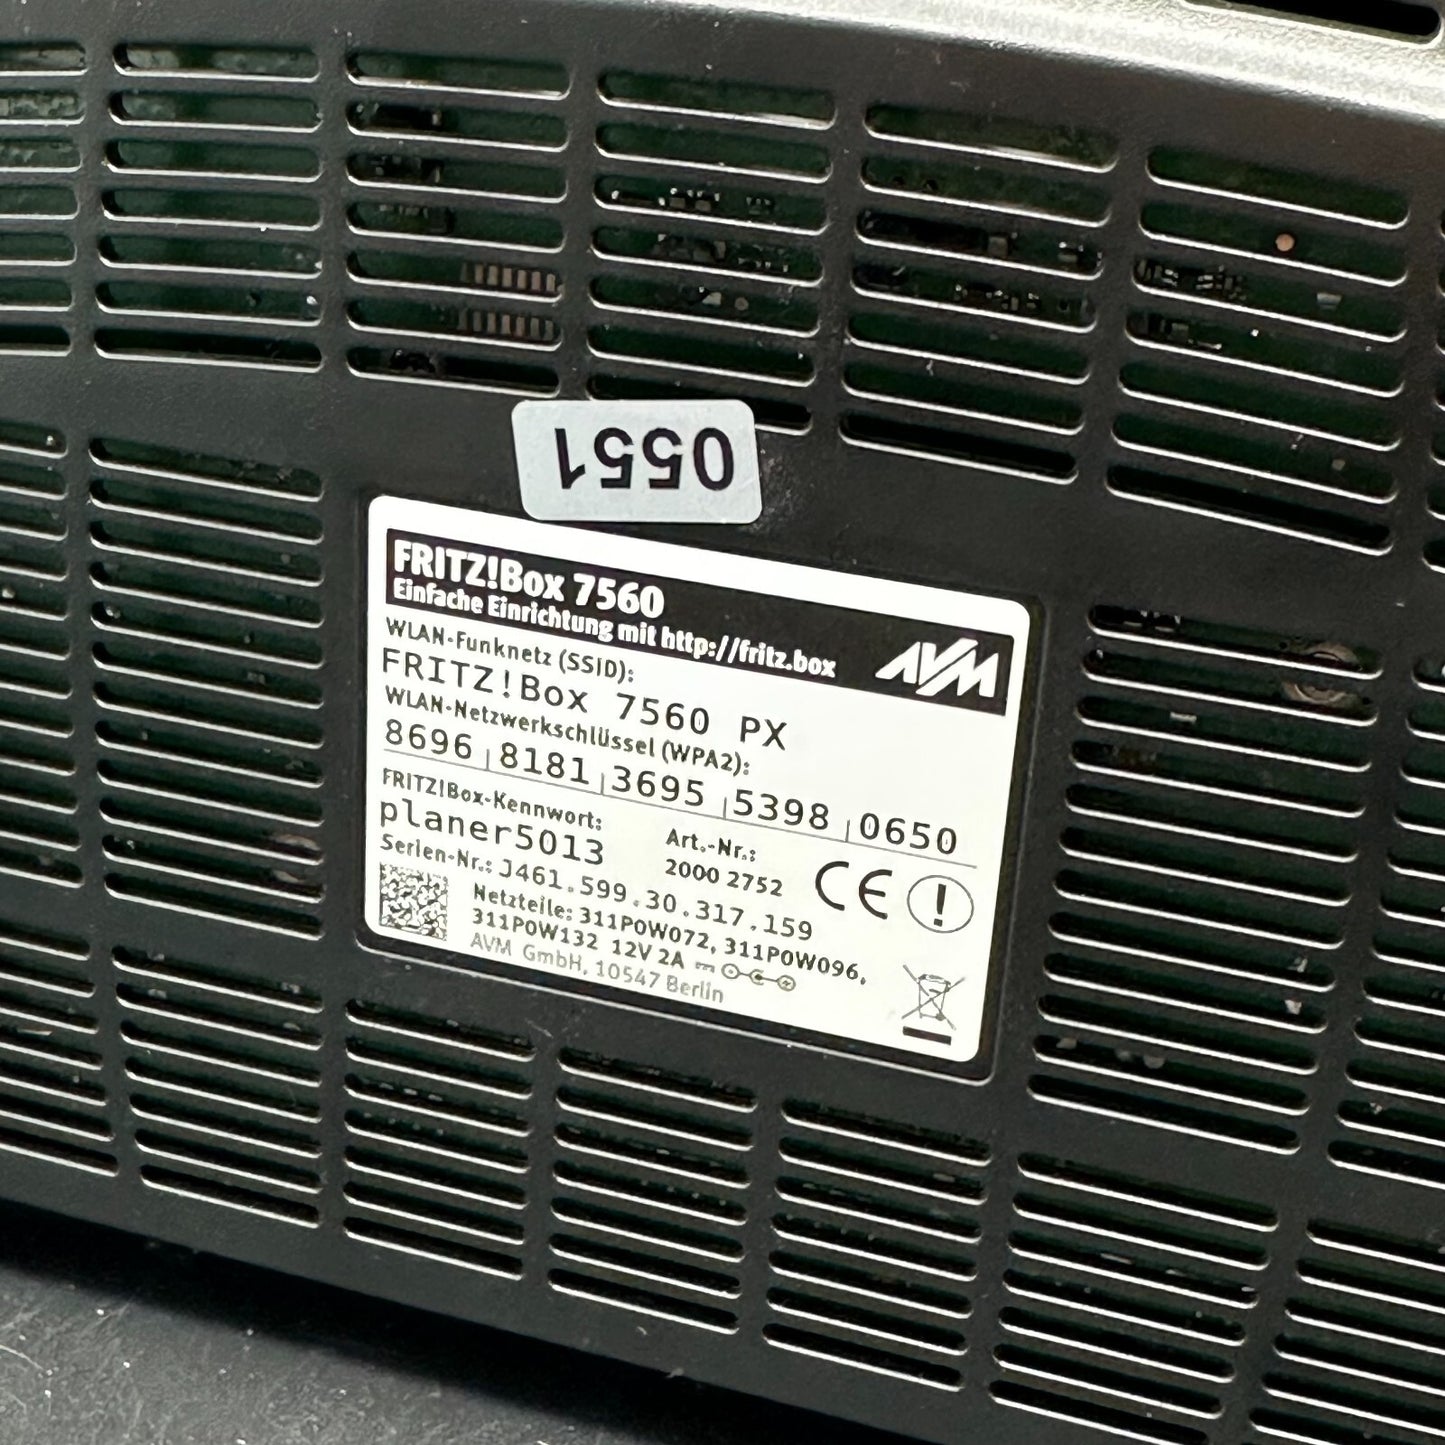 0551
FRITZ!Box 7560
Einfache Einrichtung mit http://fritz.box
AVM
WLAN-Funknetz (SSID):
FRITZ!Box 7560 PX
WLAN-Netzwerkschlüssel (WPA2):
8696 | 8181 | 3695 | 5398 | 0650
FRITZ!Box-Kennwort:
planer5013
Art.-Nr.:
2000 2752
CE
!
Serien-Nr.: J461.599.30.317.159
Netzteile: 311P0W072, 311P0W096,
311P0W132 12V 2A
AVM GmbH, 10547 Berlin